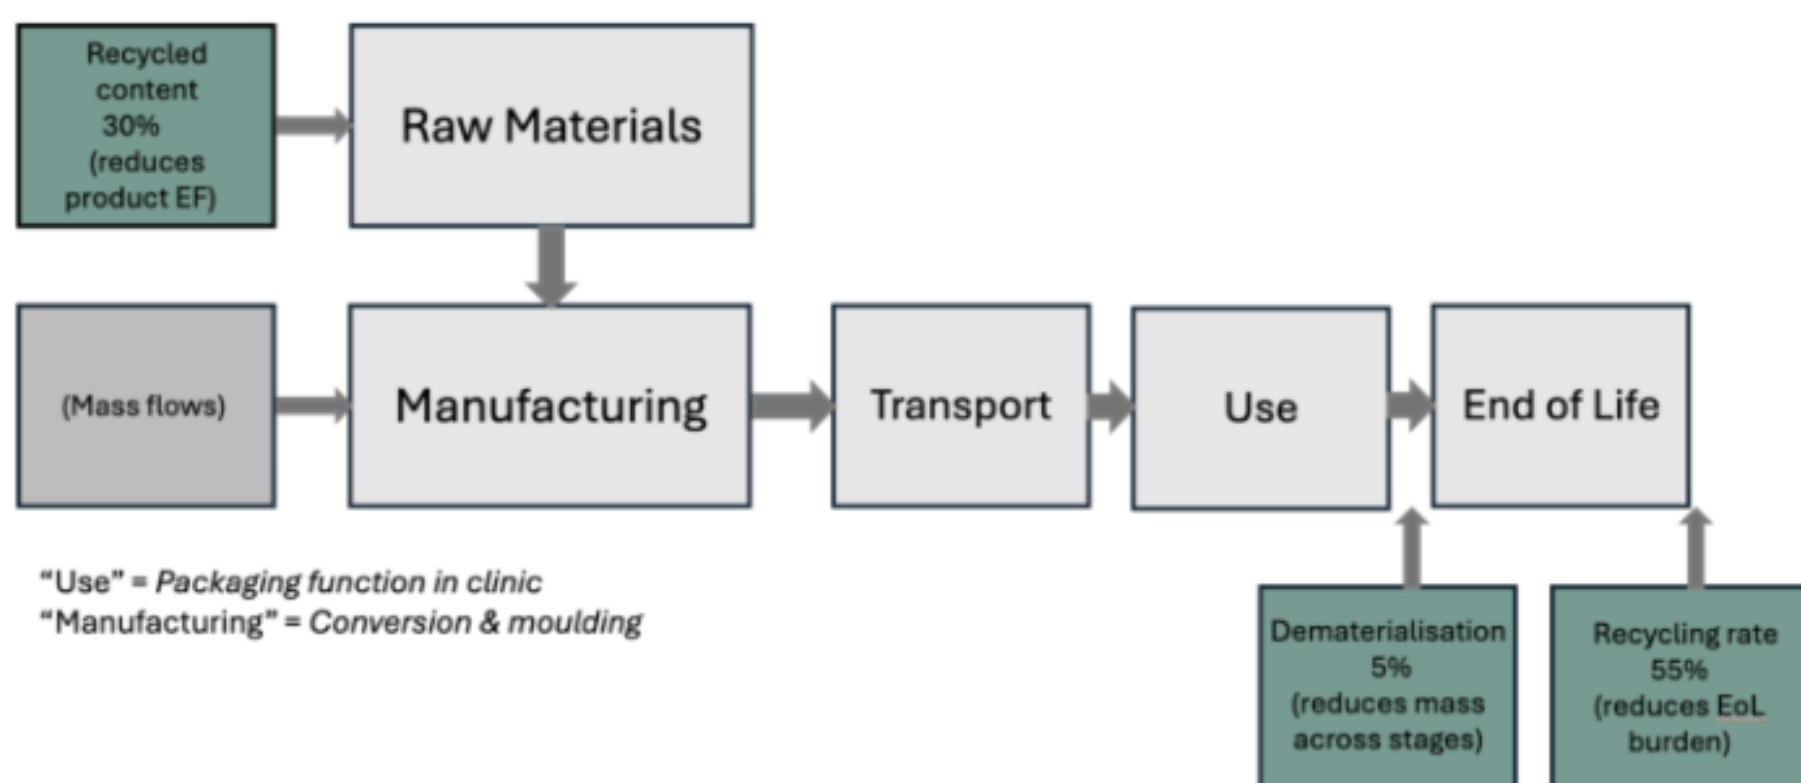 Recycled
content
30%
(reduces
product EF)
Raw Materials
(Mass flows)
Manufacturing
Transport
Use
End of Life
“Use” = Packaging function in clinic
“Manufacturing” = Conversion & moulding
Dematerialisation
5%
(reduces mass
across stages)
Recycling rate
55%
(reduces EoL
burden)